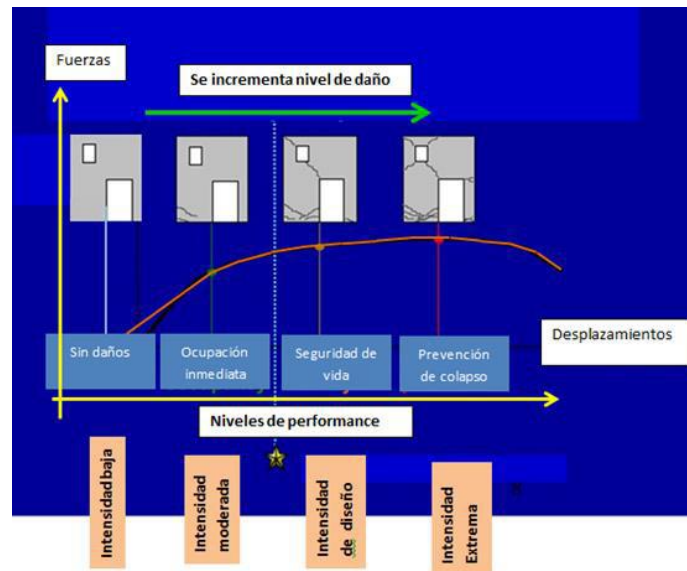 Fuerzas
Se incrementa nivel de daño
Desplazamientos
Sin daños
Ocupación
inmediata
Seguridad de
vida
Prevención
de colapso
Niveles de performance
Intensidad baja
Intensidad
moderada
Intensidad
de diseño
Intensidad
Extrema